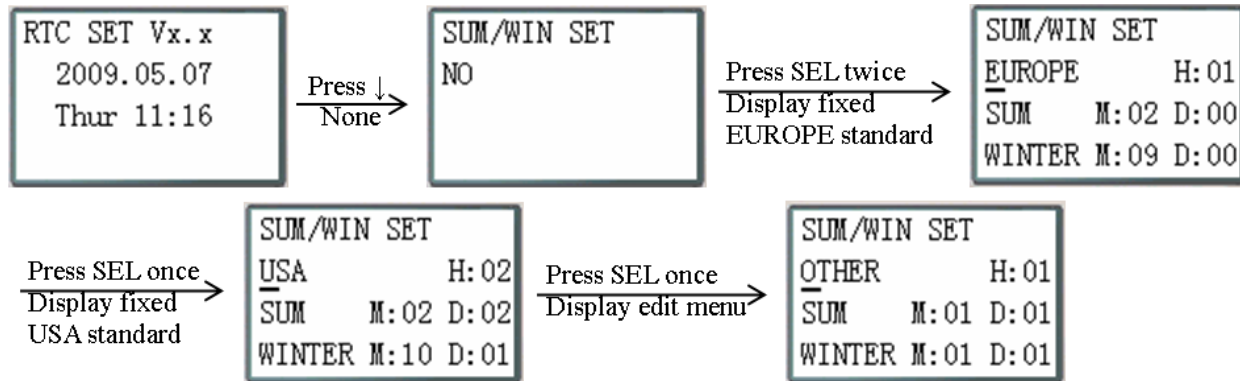 RTC SET Vx.x
2009.05.07
Thur 11:16
Press ↓
None
SUM/WIN SET
NO
Press SEL twice
Display fixed
EUROPE standard
SUM/WIN SET
EUROPE H:01
SUM M:02 D:00
WINTER M:09 D:00
Press SEL once
Display fixed
USA standard
SUM/WIN SET
USA H:02
SUM M:02 D:02
WINTER M:10 D:01
Press SEL once
Display edit menu
SUM/WIN SET
OTHER H:01
SUM M:01 D:01
WINTER M:01 D:01